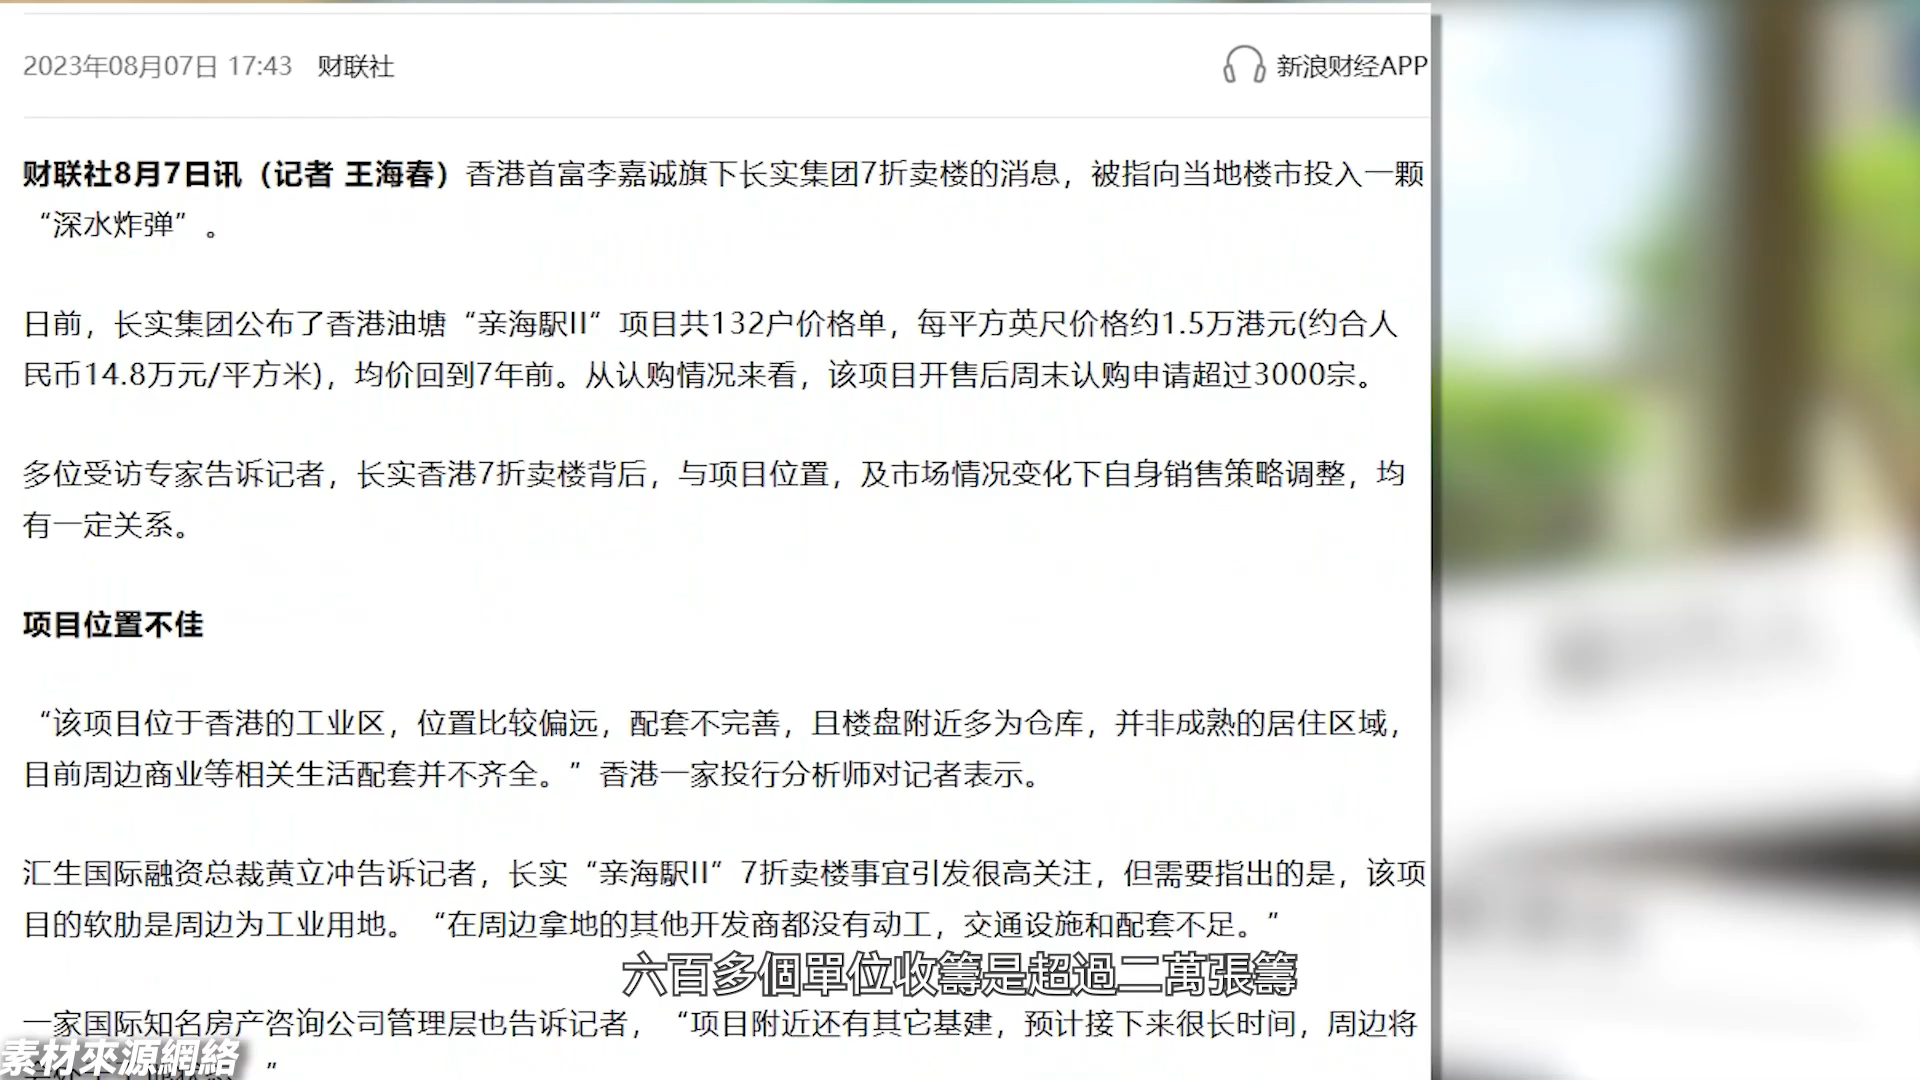 2023年08月07日 17:43 财联社
新浪财经APP
财联社8月7日讯（记者 王海春）香港首富李嘉诚旗下长实集团7折卖楼的消息，被指向当地楼市投入一颗
“深水炸弹”。
日前，长实集团公布了香港油塘“亲海駅II”项目共132户价格单，每平方英尺价格约1.5万港元(约合人
民币14.8万元/平方米)，均价回到7年前。从认购情况来看，该项目开售后周末认购申请超过3000宗。
多位受访专家告诉记者，长实香港7折卖楼背后，与项目位置，及市场情况变化下自身销售策略调整，均
有一定关系。
项目位置不佳
“该项目位于香港的工业区，位置比较偏远，配套不完善，且楼盘附近多为仓库，并非成熟的居住区域，
目前周边商业等相关生活配套并不齐全。”香港一家投行分析师对记者表示。
汇生国际融资总裁黄立冲告诉记者，长实“亲海駅II”7折卖楼事宜引发很高关注，但需要指出的是，该项
目的软肋是周边为工业用地。“在周边拿地的其他开发商都没有动工，交通设施和配套不足。”
六百多個單位收籌是超過二萬張籌
一家国际知名房产咨询公司管理层也告诉记者，“项目附近还有其它基建，预计接下来很长时间，周边将
素材來源網絡